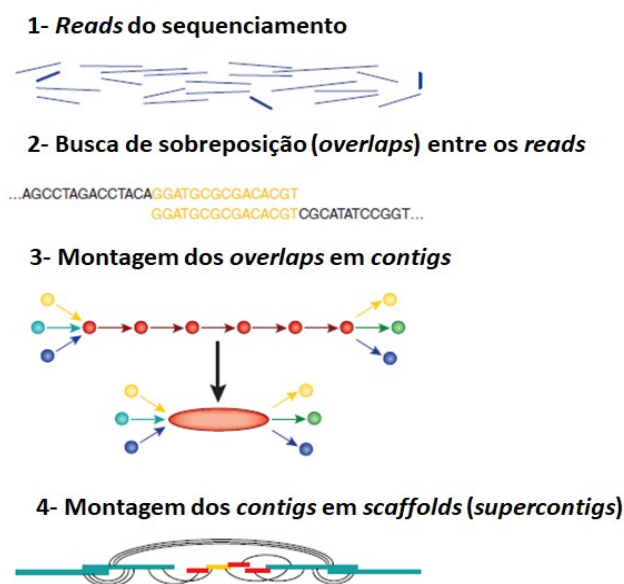 1- Reads do sequenciamento
2- Busca de sobreposição (overlaps) entre os reads
...AGCCTAGACCTACAGGATGCGCGACACGT
GGATGCGCGACACGTCGCATATCCGGT...
3- Montagem dos overlaps em contigs
4- Montagem dos contigs em scaffolds (supercontigs)